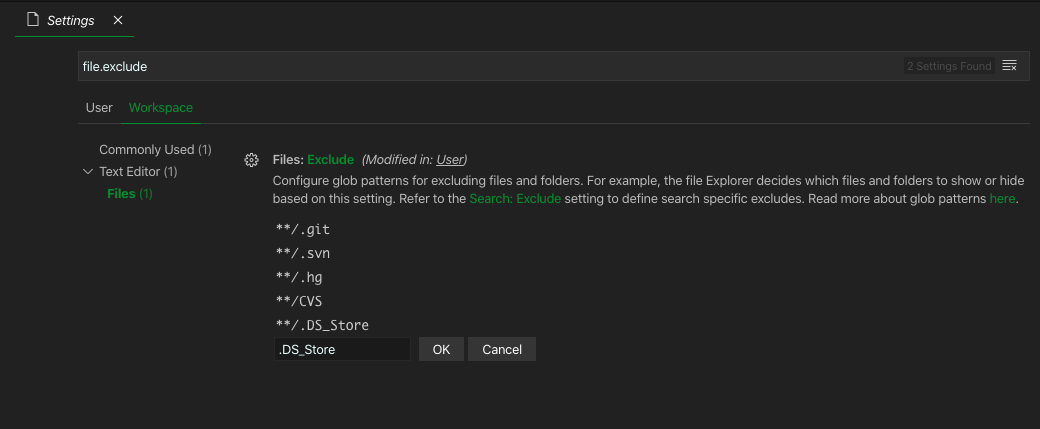 Settings
file.exclude 2 Settings Found
User Workspace
Commonly Used (1)
Text Editor (1)
Files (1)
Files: Exclude (Modified in: User)
Configure glob patterns for excluding files and folders. For example, the file Explorer decides which files and folders to show or hide
based on this setting. Refer to the Search: Exclude setting to define search specific excludes. Read more about glob patterns here.
**/.git
**/.svn
**/.hg
**/CVS
**/.DS_Store
.DS_Store OK Cancel